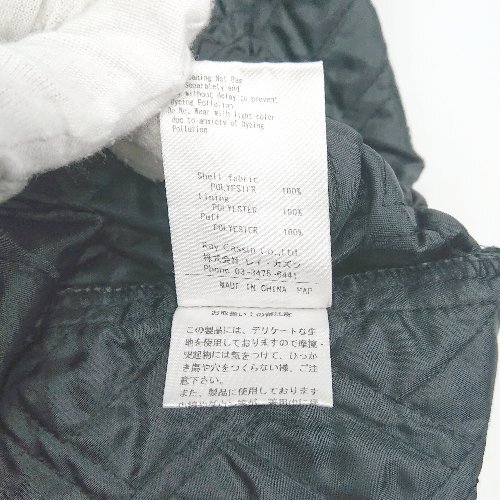 Cleaning Net Bag
Separately and
dry without delay to prevent
Dyeing Pollution
Do Not Wear with light color
due to anxiety of Dyeing
Pollution
Shell fabric
POLYESTER 100%
Lining
POLYESTER 100%
Puff
POLYESTER 100%
Ray Cassin Co.,Ltd.
株式会社 レイ・カズン
Phone 03-3475-6441
MADE IN CHINA
お取扱い上の御注意
この製品には、デリケートな生
地を使用しておりますので摩擦・
突起物には気をつけて、ひっか
き傷や穴をつくらない様、ご注
意下さい。
また、製品に使用しております